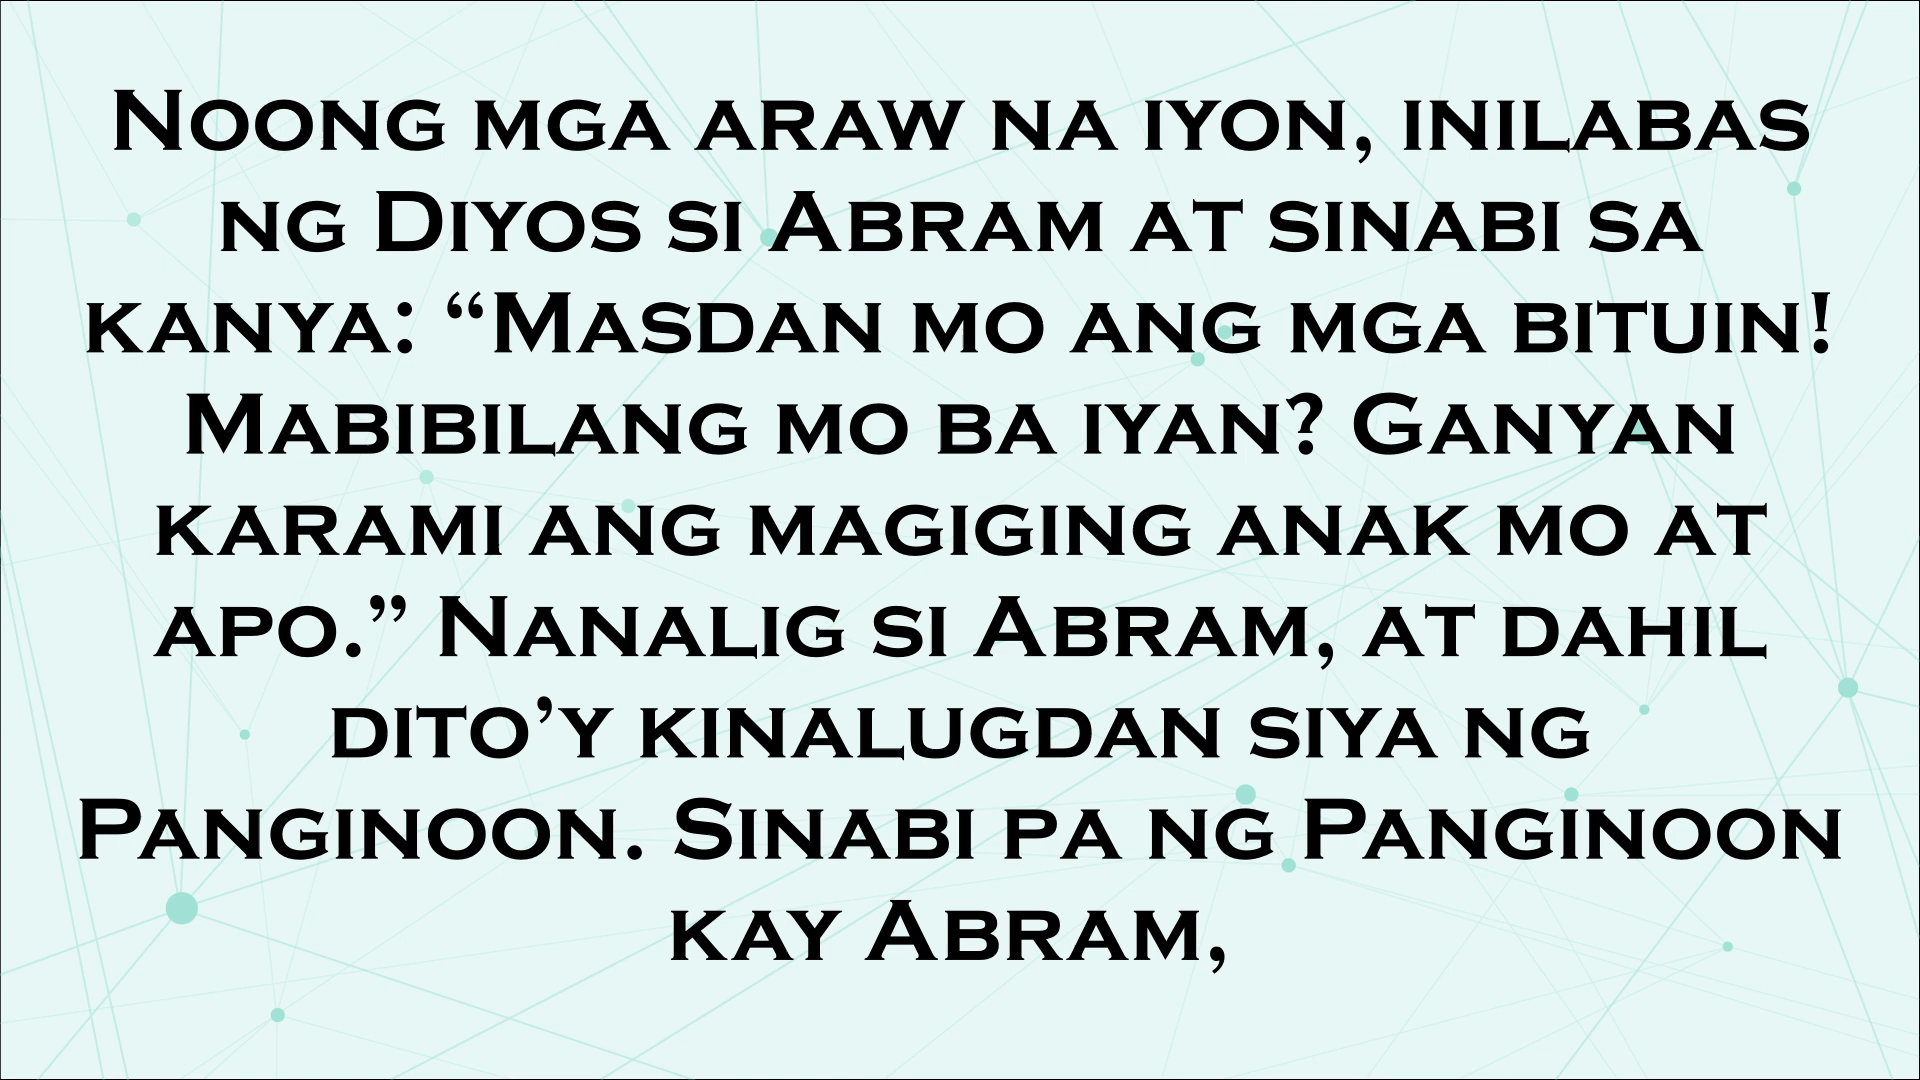 Noong mga araw na iyon, inilabas
ng Diyos si Abram at sinabi sa
kanya: “Masdan mo ang mga bituin!
Mabibilang mo ba iyan? Ganyan
karami ang magiging anak mo at
apo.” Nanalig si Abram, at dahil
dito’y kinalugdan siya ng
Panginoon. Sinabi pa ng Panginoon
kay Abram,